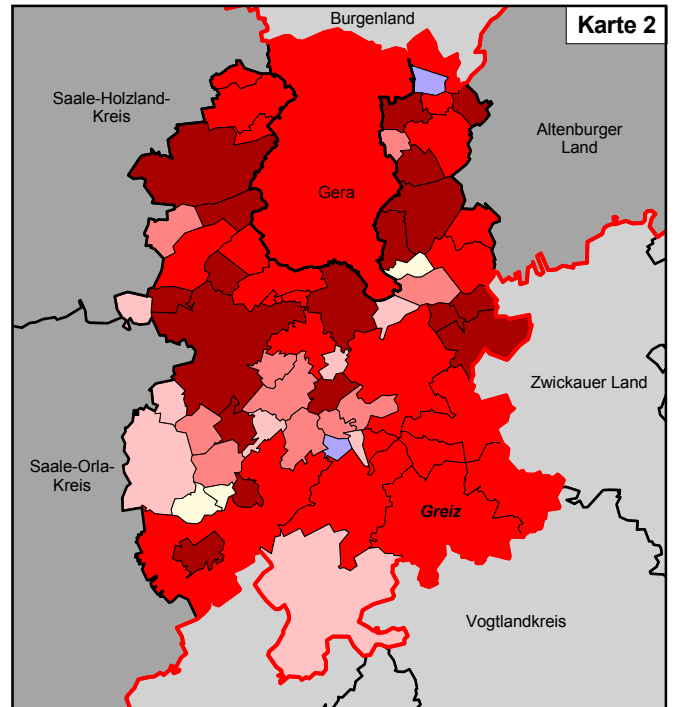 Burgenland
Karte 2
Saale-Holzland-
Kreis
Altenburger
Land
Gera
Zwickauer Land
Saale-Orla-
Kreis
Greiz
Vogtlandkreis